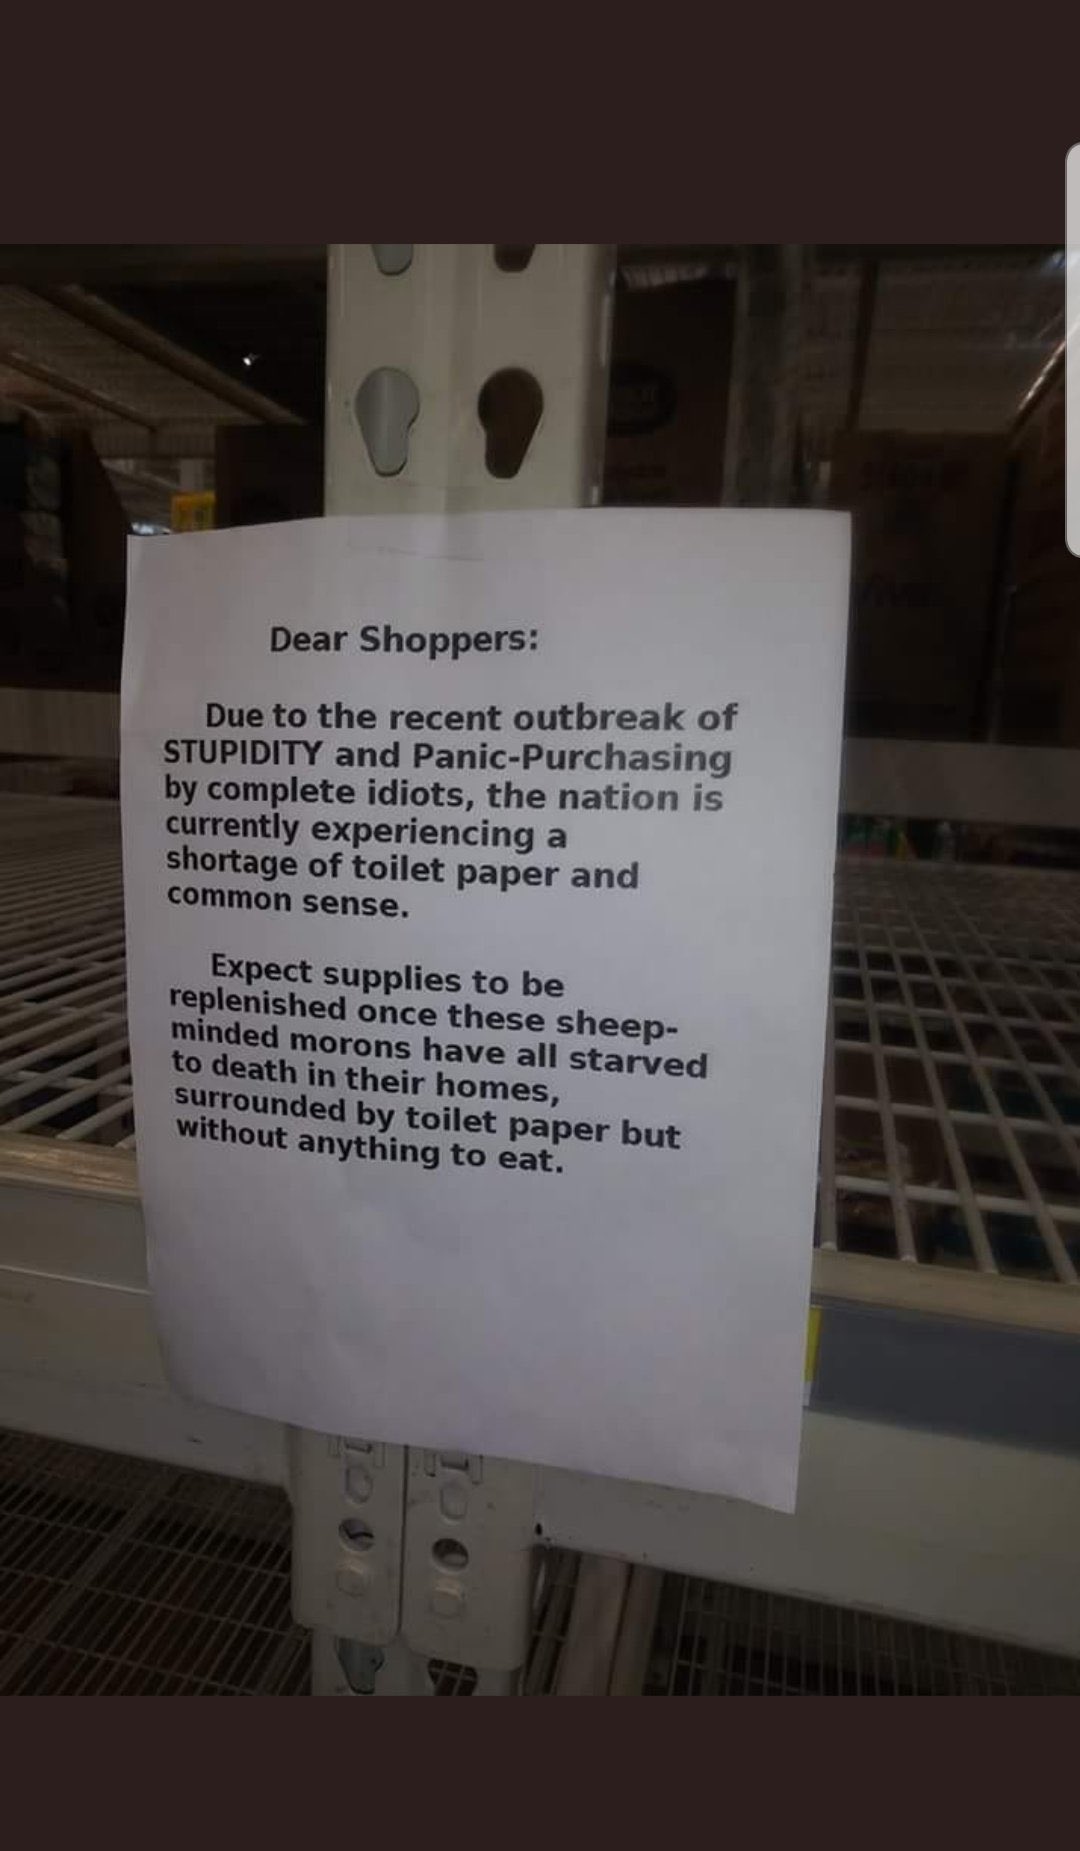 Dear Shoppers:
Due to the recent outbreak of
STUPIDITY and Panic-Purchasing
by complete idiots, the nation is
currently experiencing a
shortage of toilet paper and
common sense.
Expect supplies to be
replenished once these sheep-
minded morons have all starved
to death in their homes,
surrounded by toilet paper but
without anything to eat.